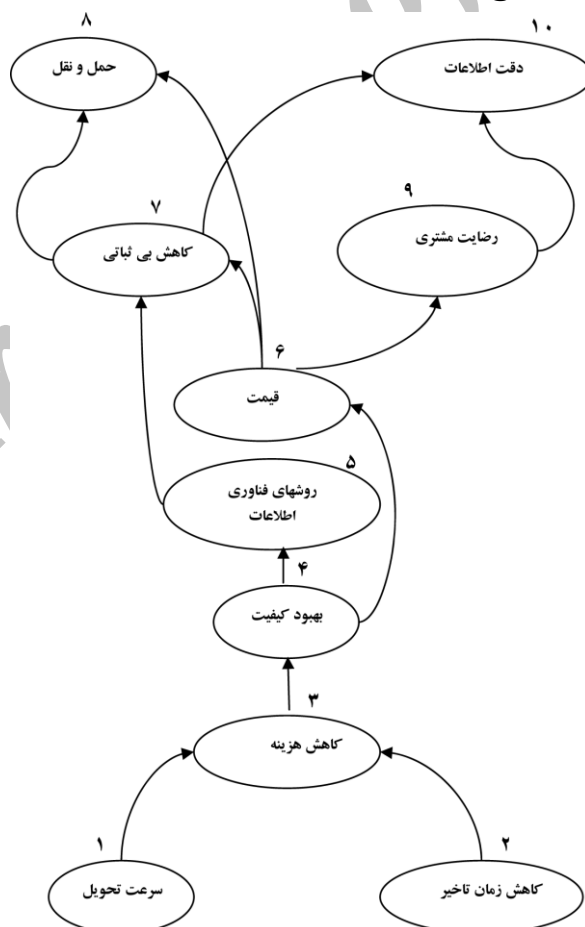 ۸
۱۰
حمل و نقل
دقت اطلاعات
۷
۹
کاهش بی ثباتی
رضایت مشتری
۶
قیمت
۵
روشهای فناوری
اطلاعات
۴
بهبود کیفیت
۳
کاهش هزینه
۱
۲
سرعت تحویل
کاهش زمان تاخیر